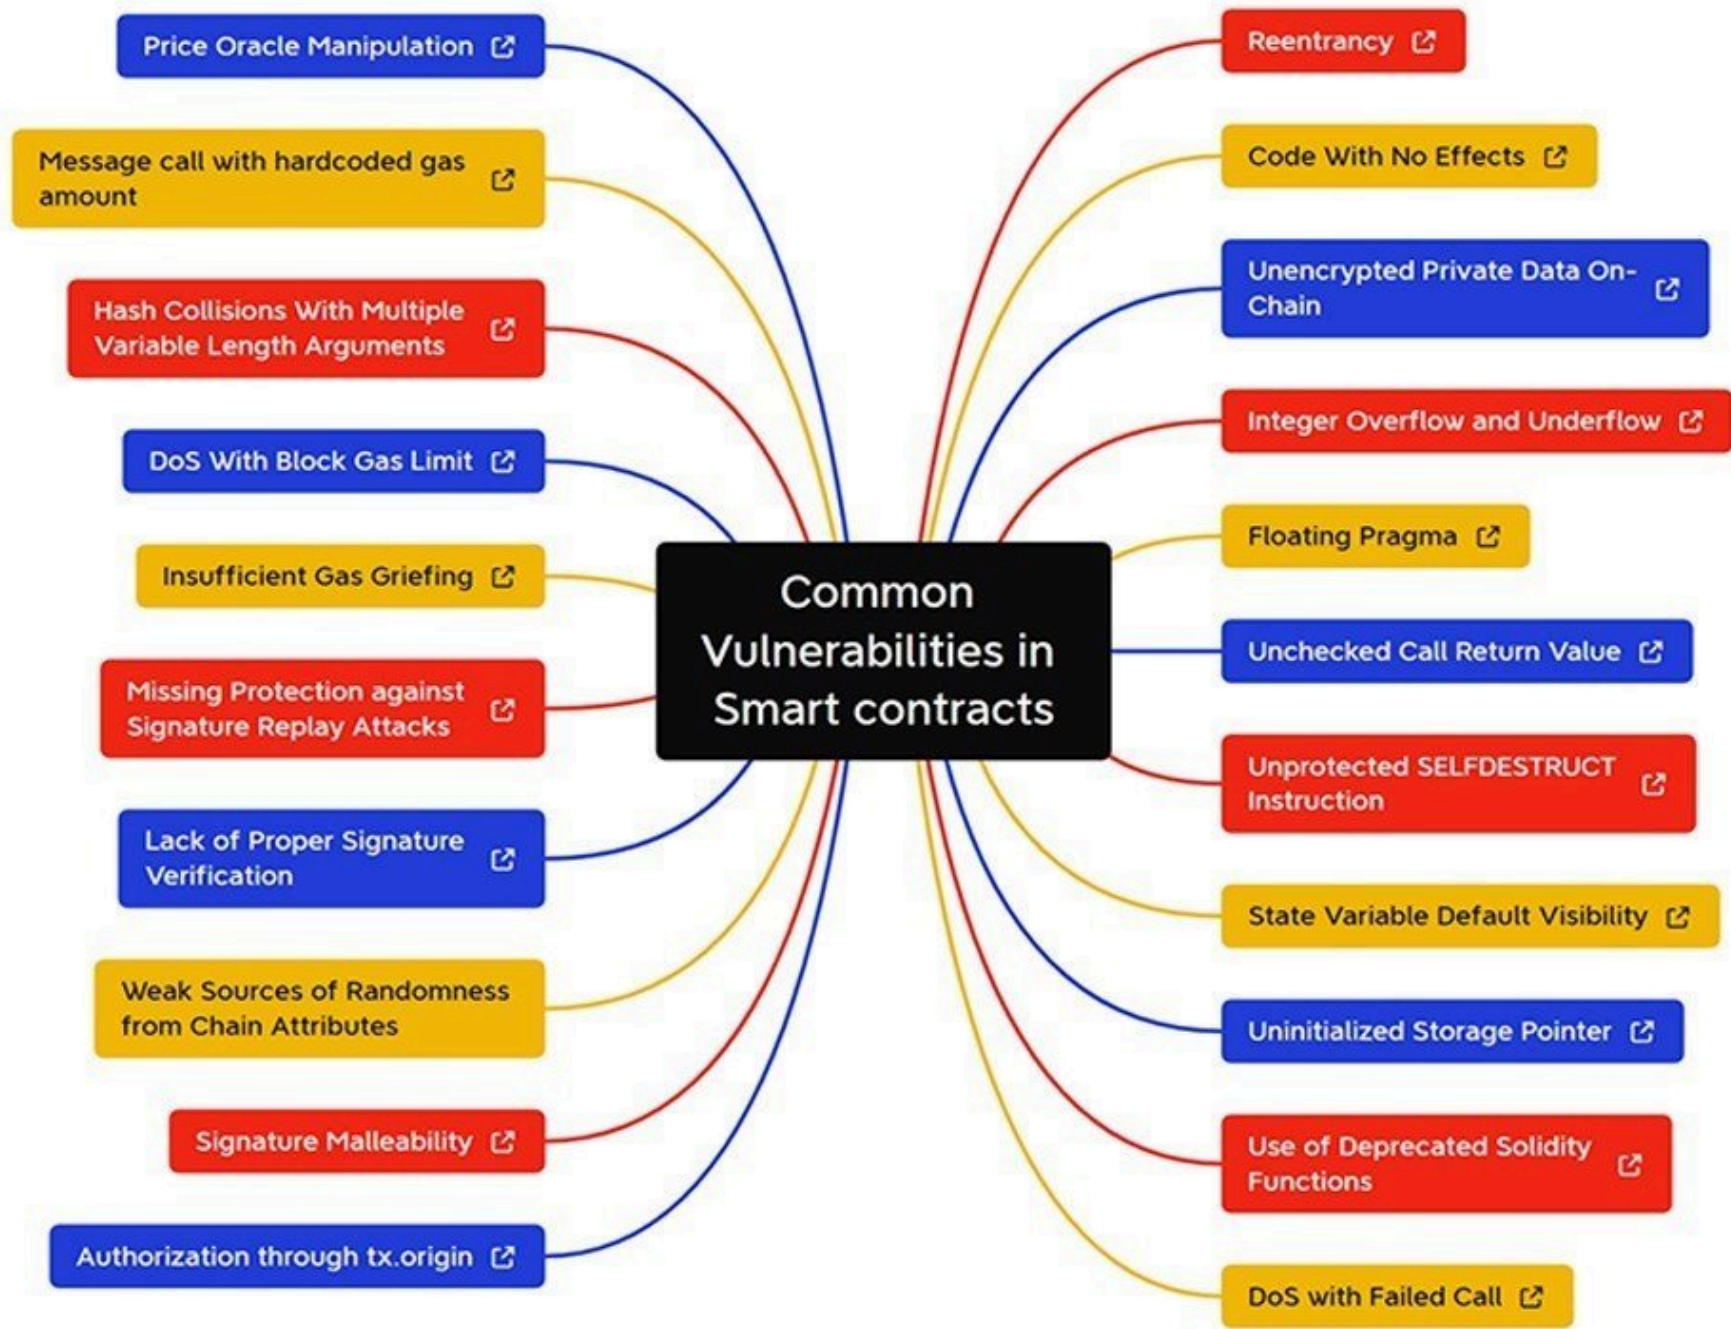 Common
Vulnerabilities in
Smart contracts
Price Oracle Manipulation
Message call with hardcoded gas
amount
Hash Collisions With Multiple
Variable Length Arguments
DoS With Block Gas Limit
Insufficient Gas Griefing
Missing Protection against
Signature Replay Attacks
Lack of Proper Signature
Verification
Weak Sources of Randomness
from Chain Attributes
Signature Malleability
Authorization through tx.origin
Reentrancy
Code With No Effects
Unencrypted Private Data On-
Chain
Integer Overflow and Underflow
Floating Pragma
Unchecked Call Return Value
Unprotected SELFDESTRUCT
Instruction
State Variable Default Visibility
Uninitialized Storage Pointer
Use of Deprecated Solidity
Functions
DoS with Failed Call